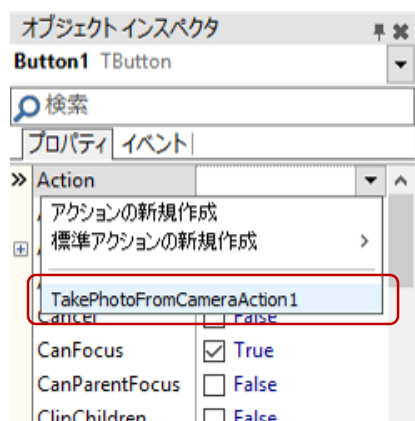 オブジェクト インスペクタ
Button1 TButton
検索
プロパティ イベント
Action
アクションの新規作成
標準アクションの新規作成
TakePhotoFromCameraAction1
Cancel False
CanFocus True
CanParentFocus False
ClipChildren False